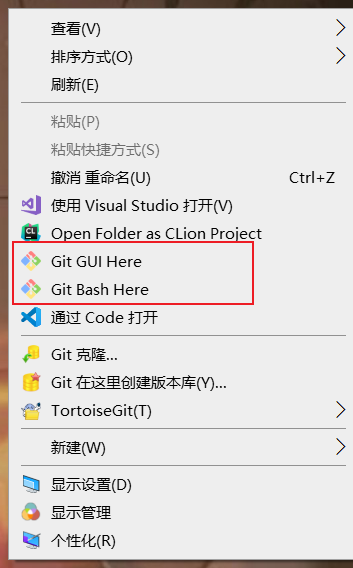 查看(V)
排序方式(O)
刷新(E)
粘贴(P)
粘贴快捷方式(S)
撤消 重命名(U) Ctrl+Z
使用 Visual Studio 打开(V)
Open Folder as CLion Project
Git GUI Here
Git Bash Here
通过 Code 打开
Git 克隆...
Git 在这里创建版本库(Y)...
TortoiseGit(T)
新建(W)
显示设置(D)
显示管理
个性化(R)